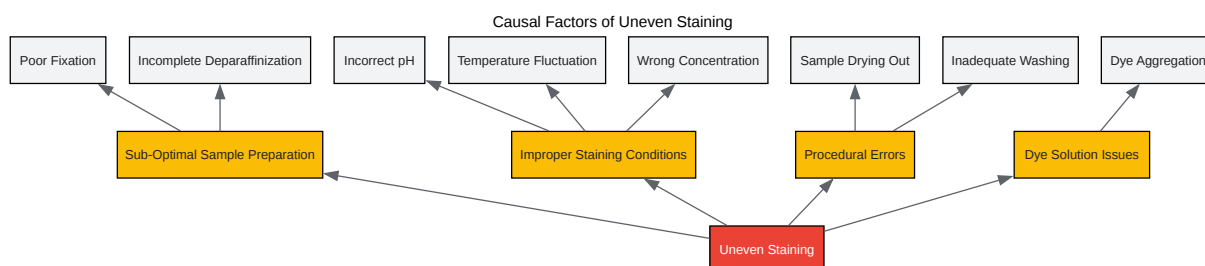 Causal Factors of Uneven Staining
Poor Fixation
Incomplete Deparaffinization
Incorrect pH
Temperature Fluctuation
Wrong Concentration
Sample Drying Out
Inadequate Washing
Dye Aggregation
Sub-Optimal Sample Preparation
Improper Staining Conditions
Procedural Errors
Dye Solution Issues
Uneven Staining